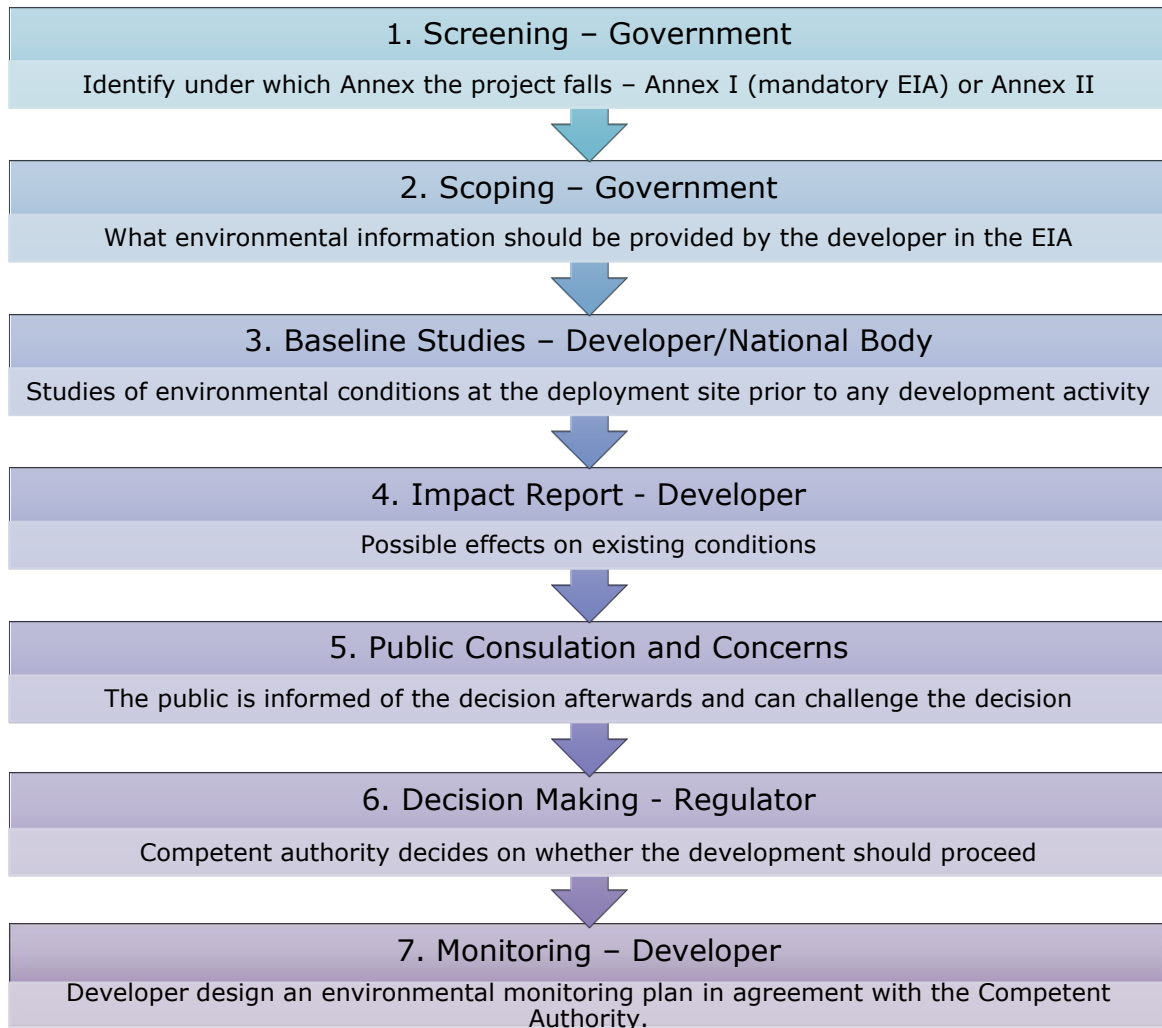 1. Screening – Government
Identify under which Annex the project falls – Annex I (mandatory EIA) or Annex II
2. Scoping – Government
What environmental information should be provided by the developer in the EIA
3. Baseline Studies – Developer/National Body
Studies of environmental conditions at the deployment site prior to any development activity
4. Impact Report - Developer
Possible effects on existing conditions
5. Public Consulation and Concerns
The public is informed of the decision afterwards and can challenge the decision
6. Decision Making - Regulator
Competent authority decides on whether the development should proceed
7. Monitoring – Developer
Developer design an environmental monitoring plan in agreement with the Competent
Authority.